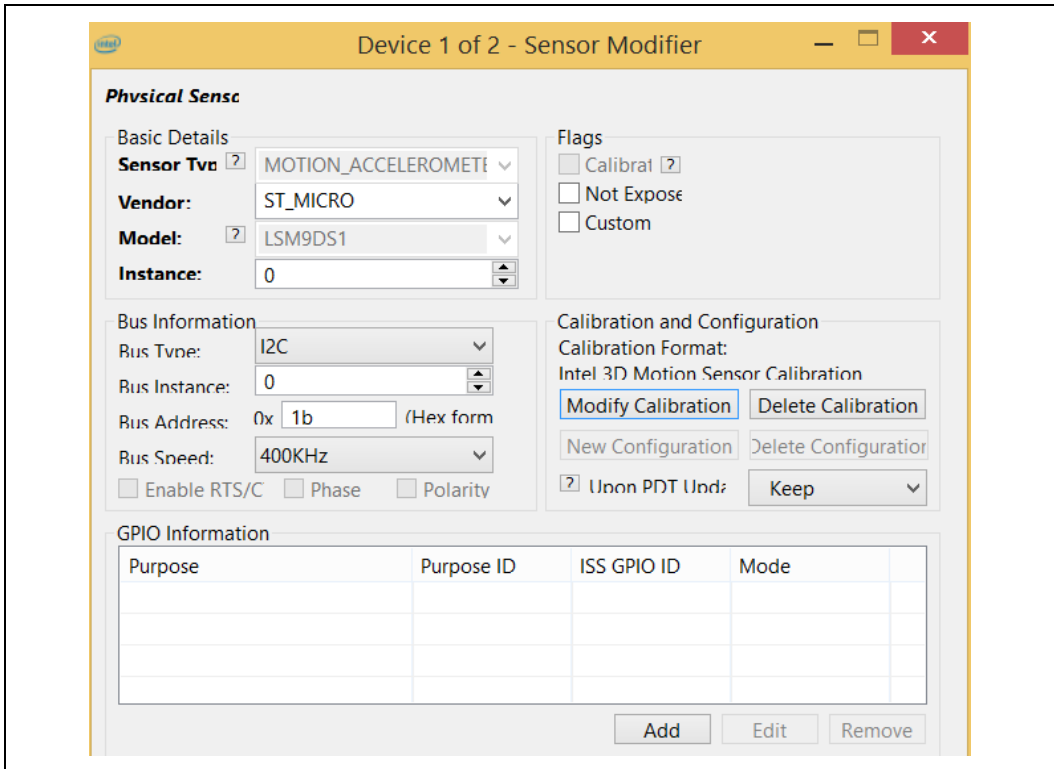 intel
Device 1 of 2 - Sensor Modifier
Physical Senso
Basic Details
Sensor Typ ? MOTION_ACCELEROMETE
Vendor: ST_MICRO
Model: ? LSM9DS1
Instance: 0
Flags
Calibrat ?
Not Expose
Custom
Bus Information
Bus Type: I2C
Bus Instance: 0
Bus Address: 0x 1b (Hex form
Bus Speed: 400KHz
Enable RTS/C Phase Polarity
Calibration and Configuration
Calibration Format:
Intel 3D Motion Sensor Calibration
Modify Calibration Delete Calibration
New Configuration Delete Configuration
? Upon PDT Upda Keep
GPIO Information
Purpose Purpose ID ISS GPIO ID Mode
Add Edit Remove